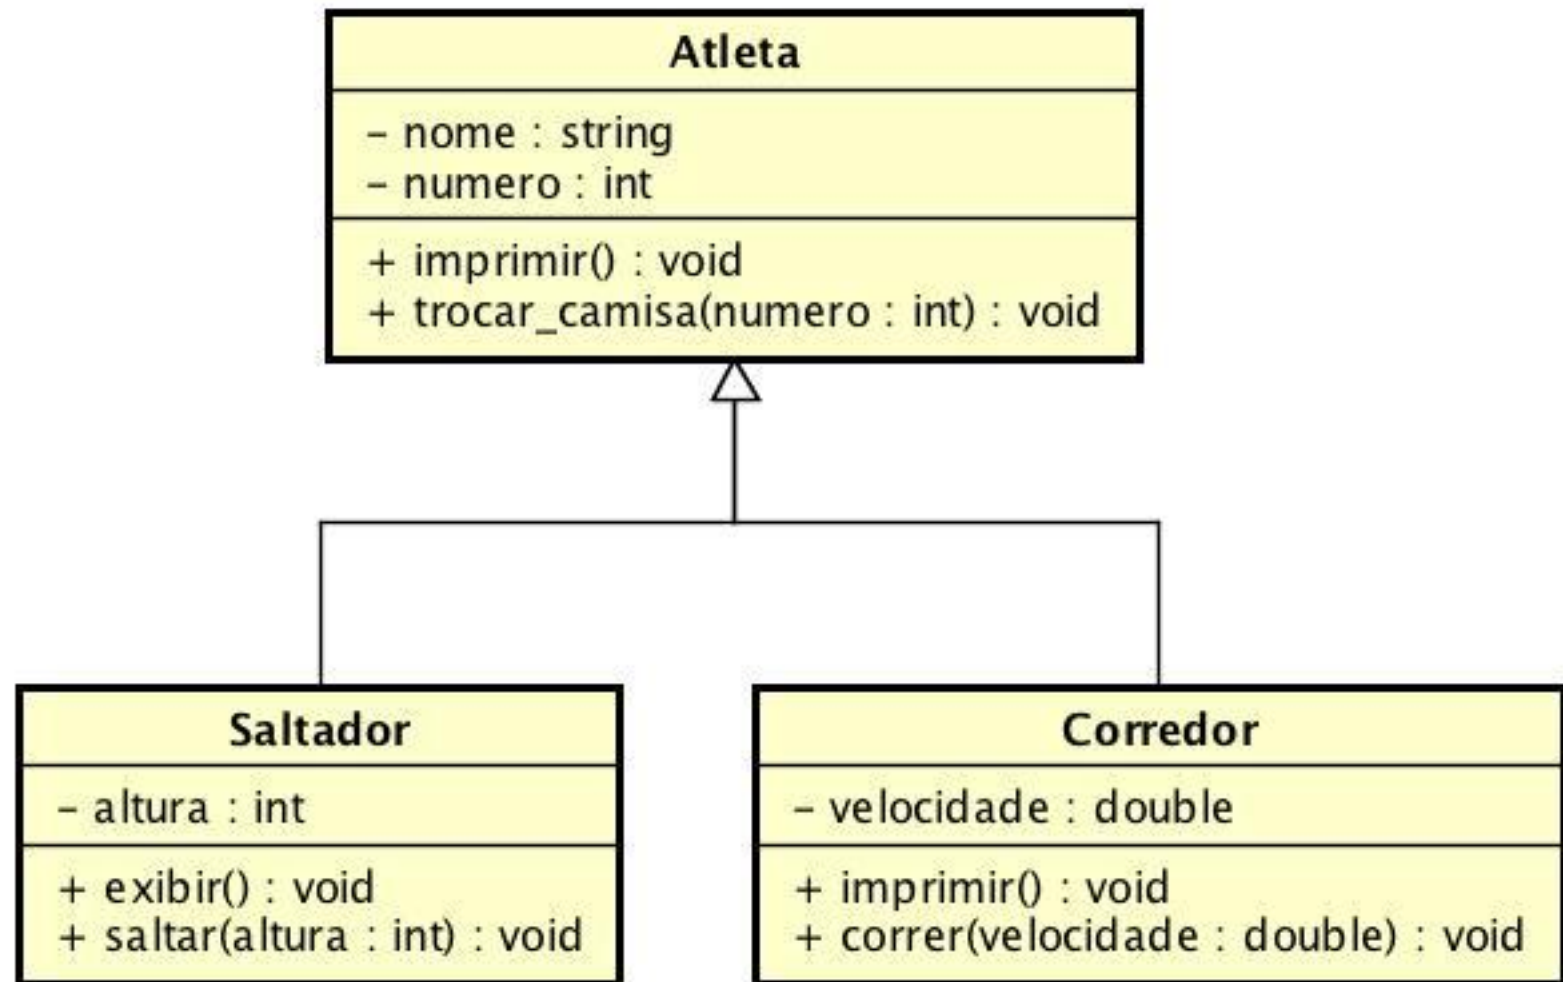 Atleta
– nome : string
– numero : int
+ imprimir() : void
+ trocar_camisa(numero : int) : void
Saltador
– altura : int
+ exibir() : void
+ saltar(altura : int) : void
Corredor
– velocidade : double
+ imprimir() : void
+ correr(velocidade : double) : void